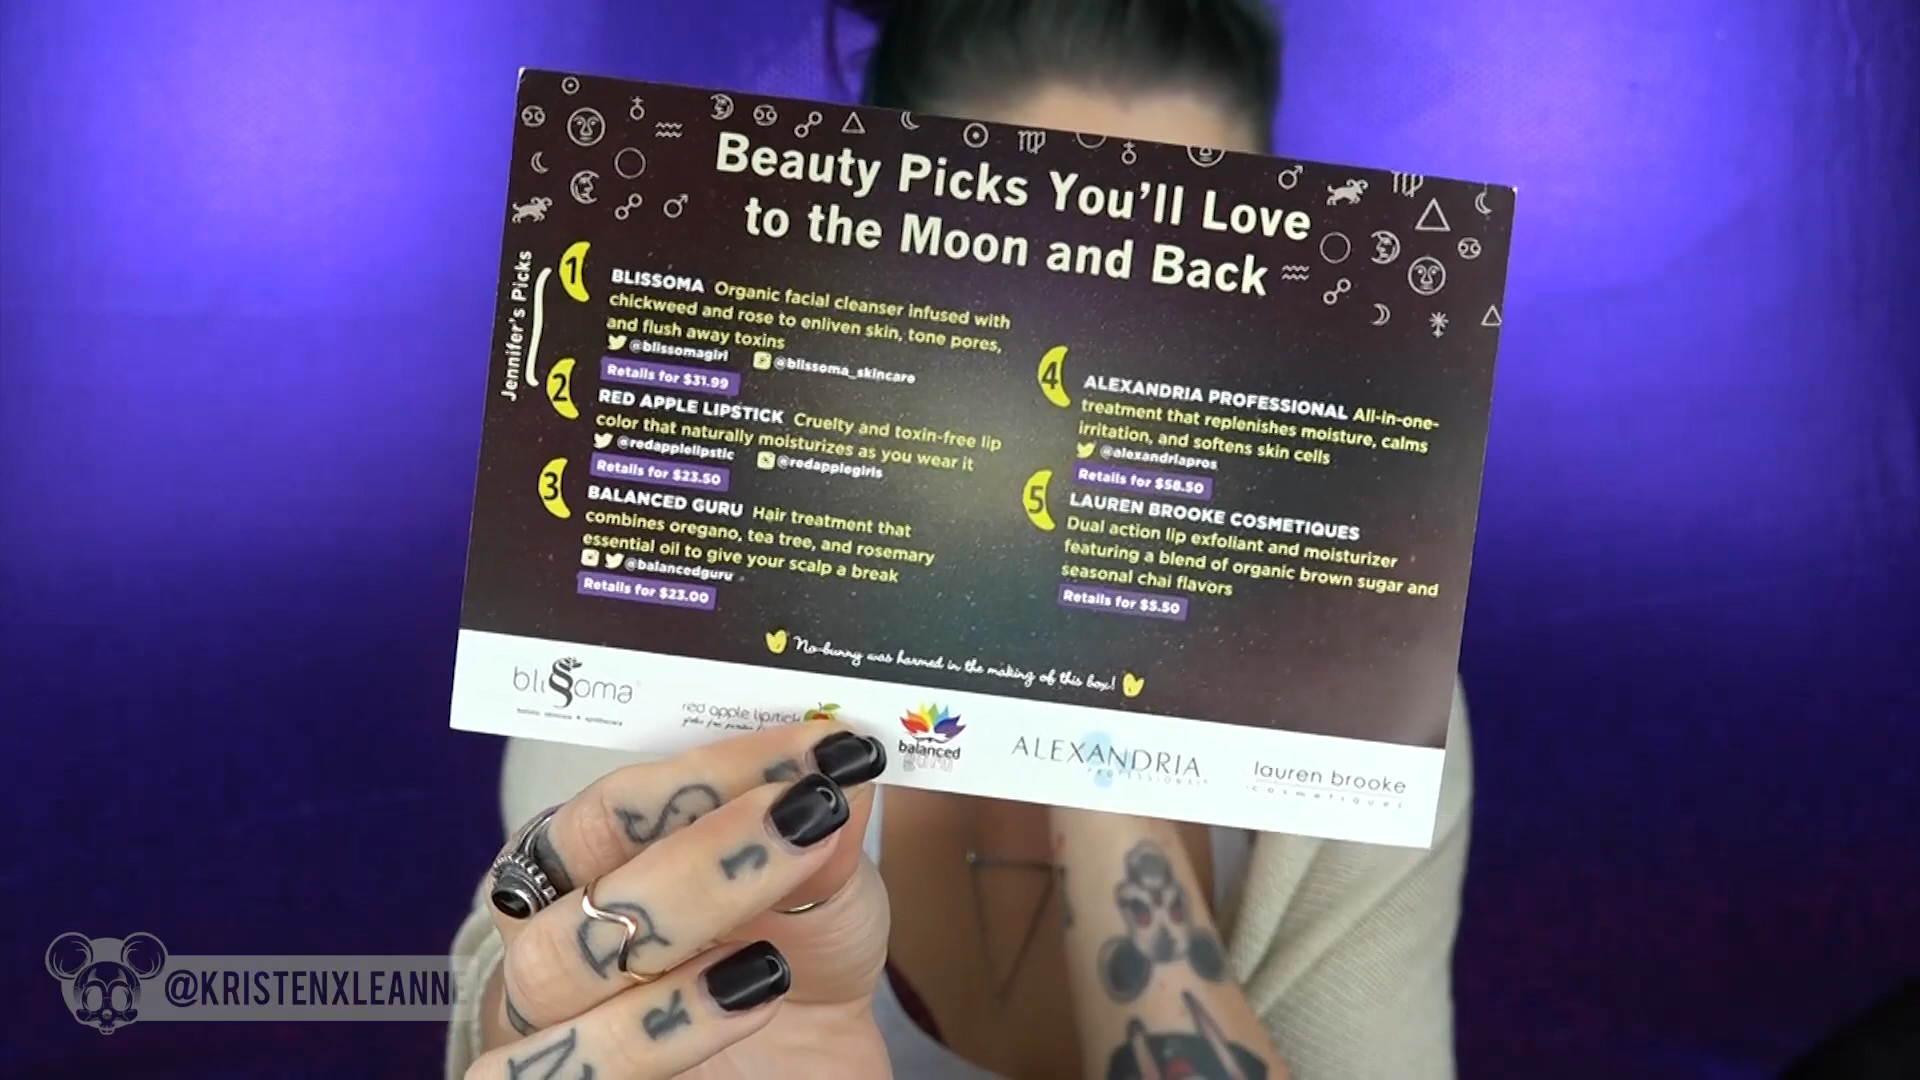 Beauty Picks You'll Love
to the Moon and Back
Jennifer's Picks
1
BLISSOMA Organic facial cleanser infused with
chickweed and rose to enliven skin, tone pores,
and flush away toxins
@blissomagirl @blissoma_skincare
Retails for $31.99
2
RED APPLE LIPSTICK Cruelty and toxin-free lip
color that naturally moisturizes as you wear it
@redapplelipstic @redapplegirls
Retails for $23.50
3
BALANCED GURU Hair treatment that
combines oregano, tea tree, and rosemary
essential oil to give your scalp a break
@balancedguru
Retails for $23.00
4
ALEXANDRIA PROFESSIONAL All-in-one-
treatment that replenishes moisture, calms
irritation, and softens skin cells
@alexandriapros
Retails for $58.50
5
LAUREN BROOKE COSMETIQUES
Dual action lip exfoliant and moisturizer
featuring a blend of organic brown sugar and
seasonal chai flavors
Retails for $5.50
No-bunny was harmed in the making of this box!
blissoma
red apple lipstick
balanced
guru
ALEXANDRIA
PROFESSIONAL
lauren brooke
cosmetiques
@KRISTENXLEANNE